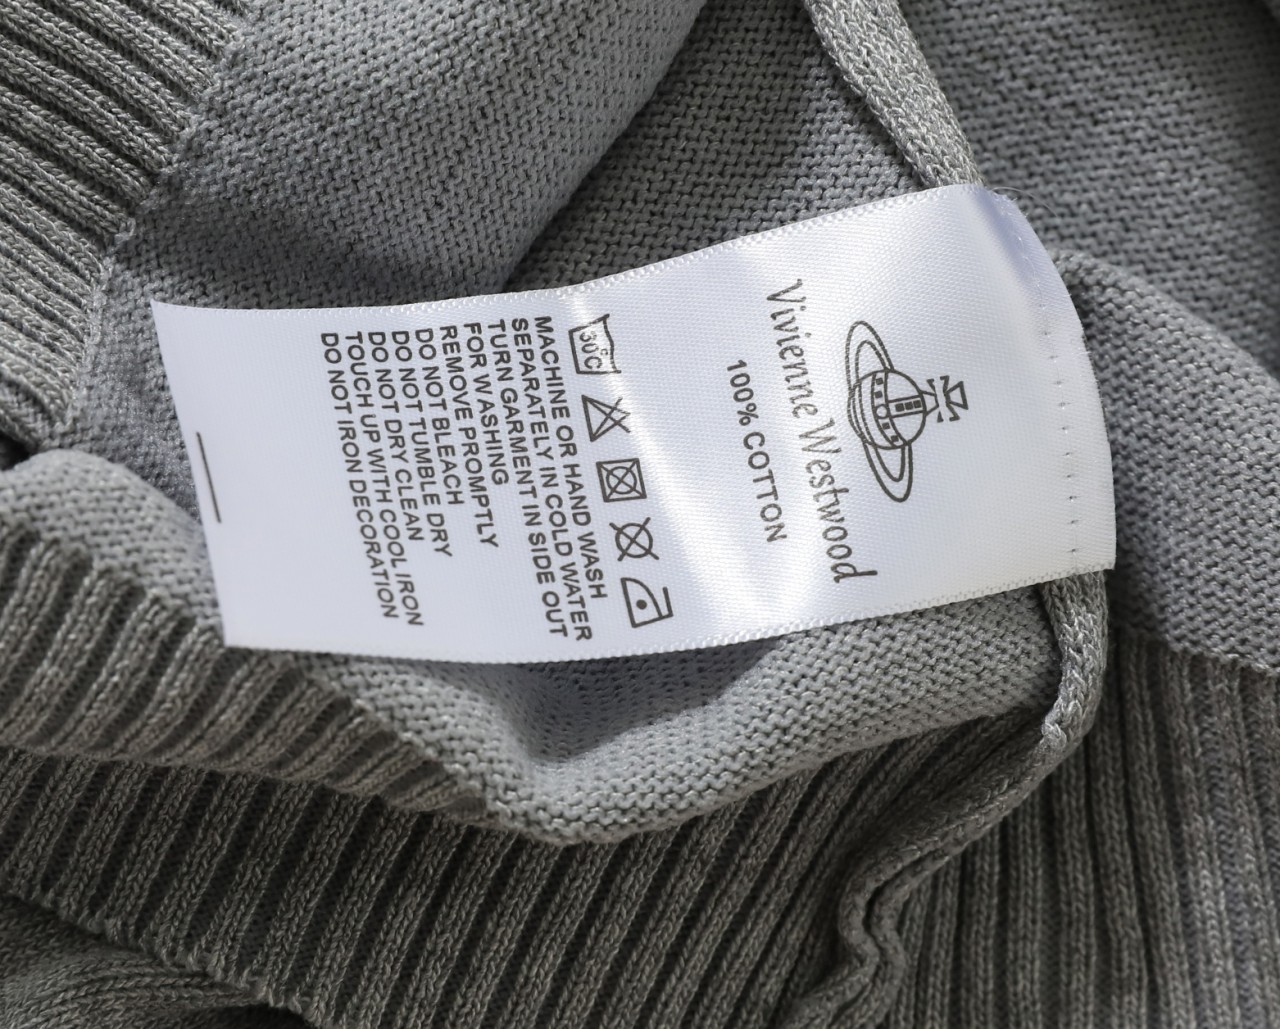 Vivienne Westwood
100% COTTON
30°C
MACHINE OR HAND WASH
SEPARATELY IN COLD WATER
TURN GARMENT IN SIDE OUT
FOR WASHING
REMOVE PROMPTLY
DO NOT BLEACH
DO NOT TUMBLE DRY
DO NOT DRY CLEAN
TOUCH UP WITH COOL IRON
DO NOT IRON DECORATION